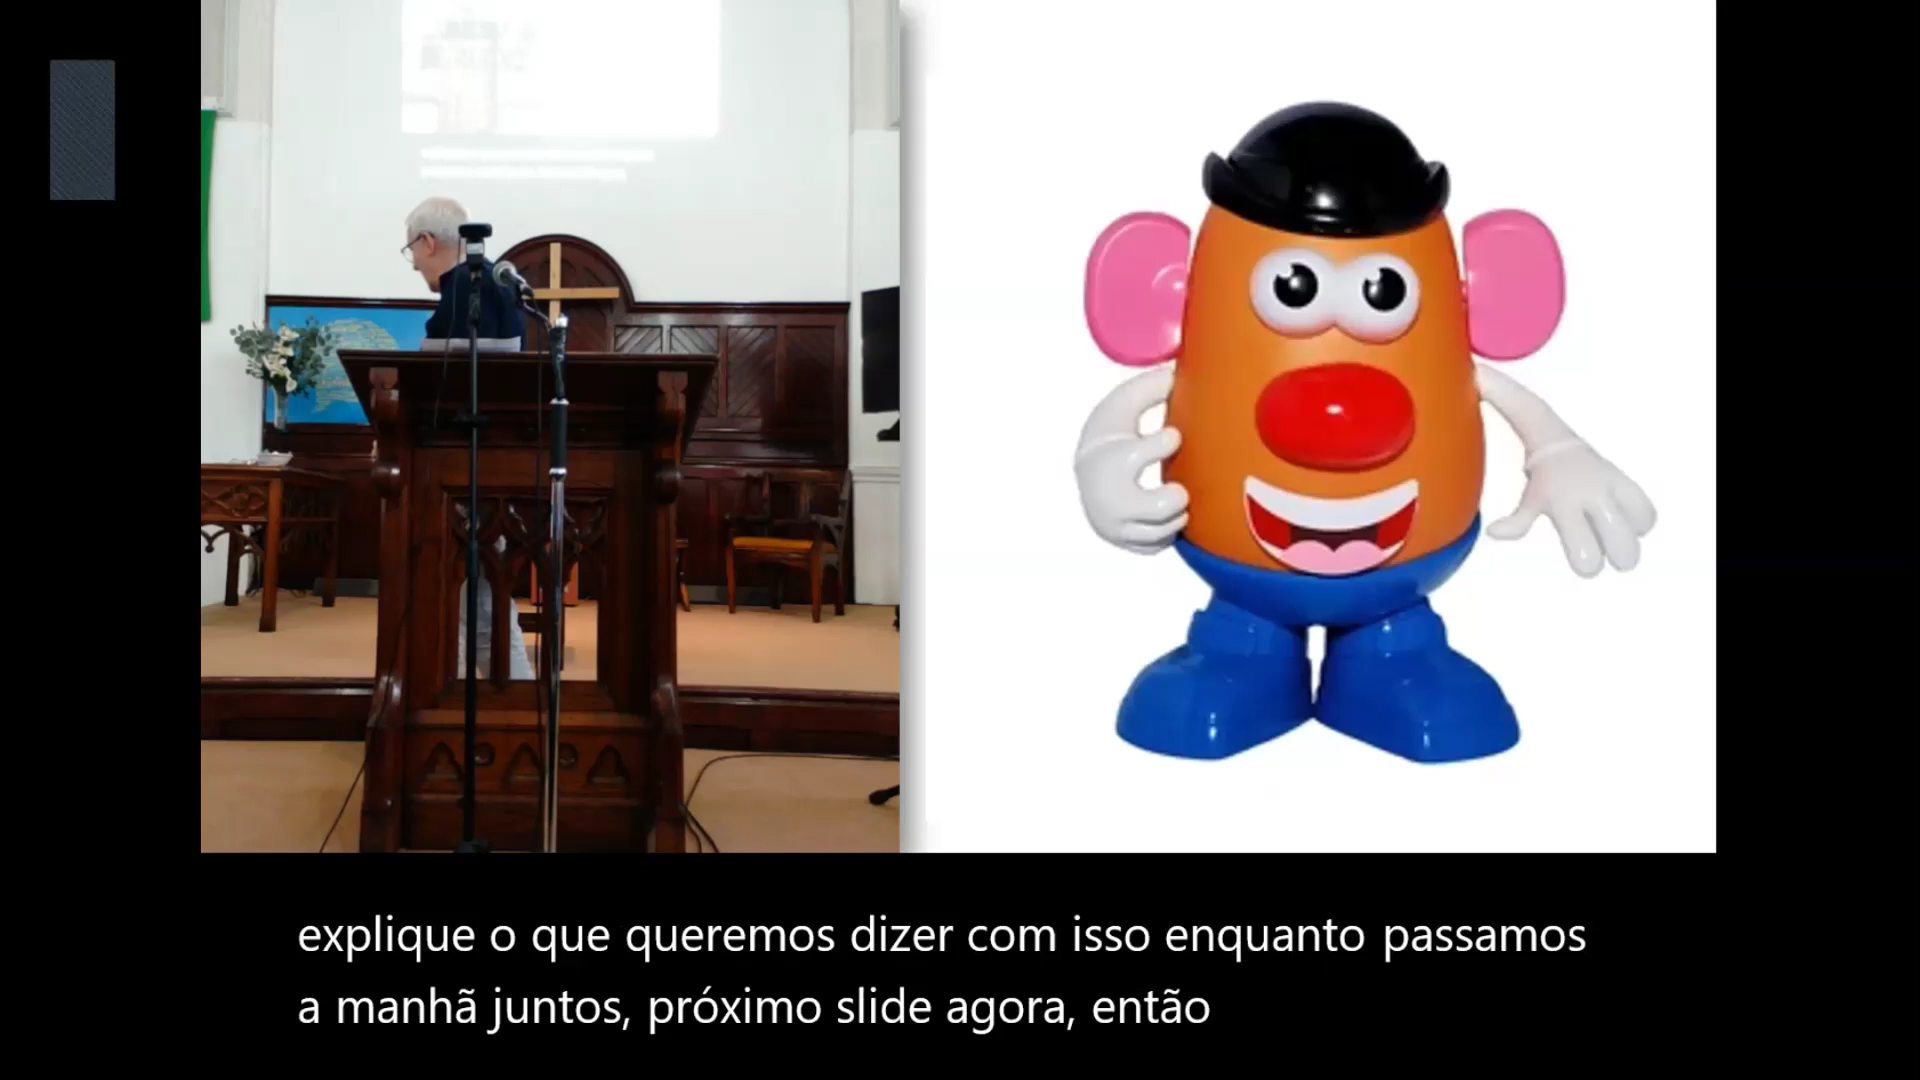 explique o que queremos dizer com isso enquanto passamos
a manhã juntos, próximo slide agora, então